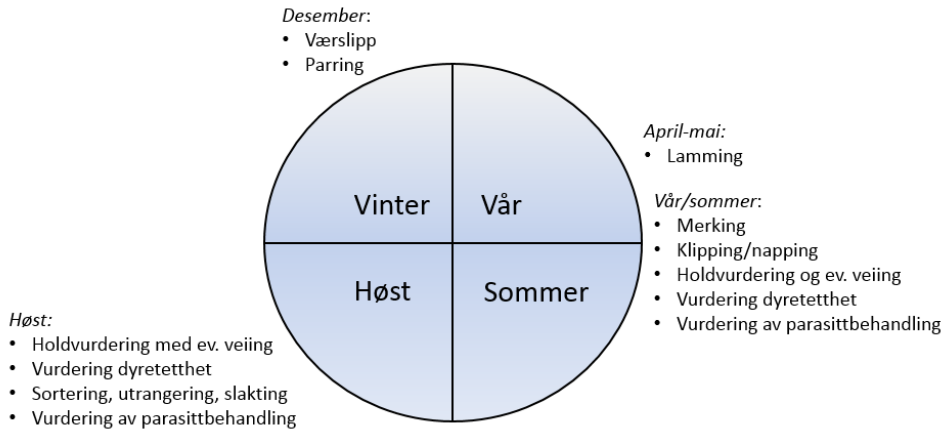 Desember:
• Værslipp
• Parring
April-mai:
• Lamming
Vinter
Vår
Vår/sommer:
• Merking
• Klipping/napping
• Holdvurdering og ev. veiing
• Vurdering dyretetthet
• Vurdering av parasittbehandling
Høst
Sommer
Høst:
• Holdvurdering med ev. veiing
• Vurdering dyretetthet
• Sortering, utrangering, slakting
• Vurdering av parasittbehandling